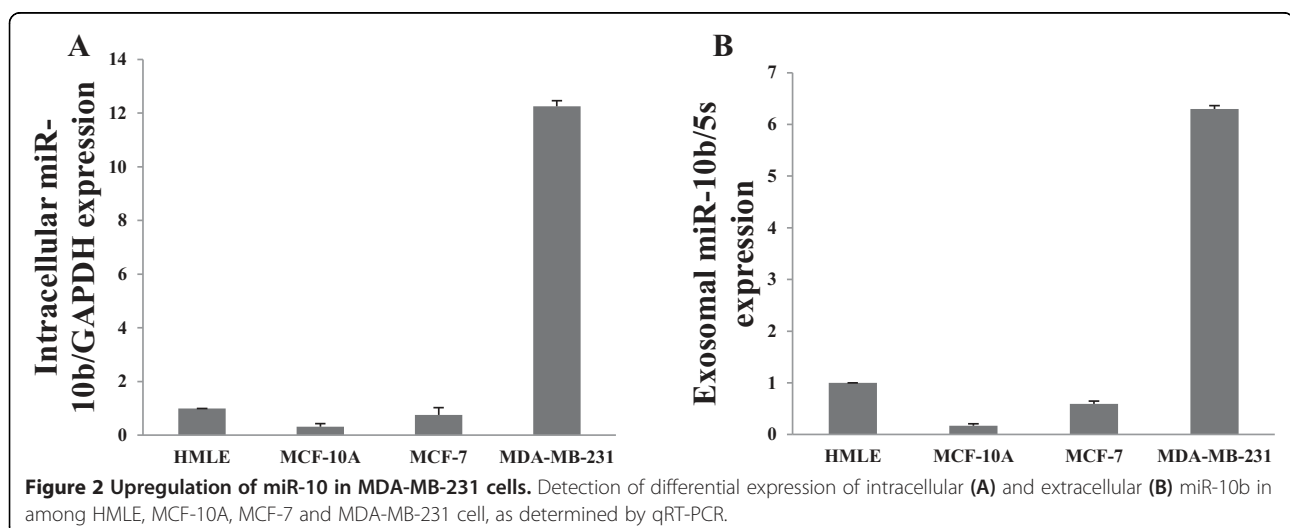 A
Intracellular miR-
10b/GAPDH expression
14
12
10
8
6
4
2
0
HMLE
MCF-10A
MCF-7
MDA-MB-231
B
Exosomal miR-10b/5s
expression
7
6
5
4
3
2
1
0
HMLE
MCF-10A
MCF-7
MDA-MB-231
Figure 2 Upregulation of miR-10 in MDA-MB-231 cells. Detection of differential expression of intracellular (A) and extracellular (B) miR-10b in
among HMLE, MCF-10A, MCF-7 and MDA-MB-231 cell, as determined by qRT-PCR.